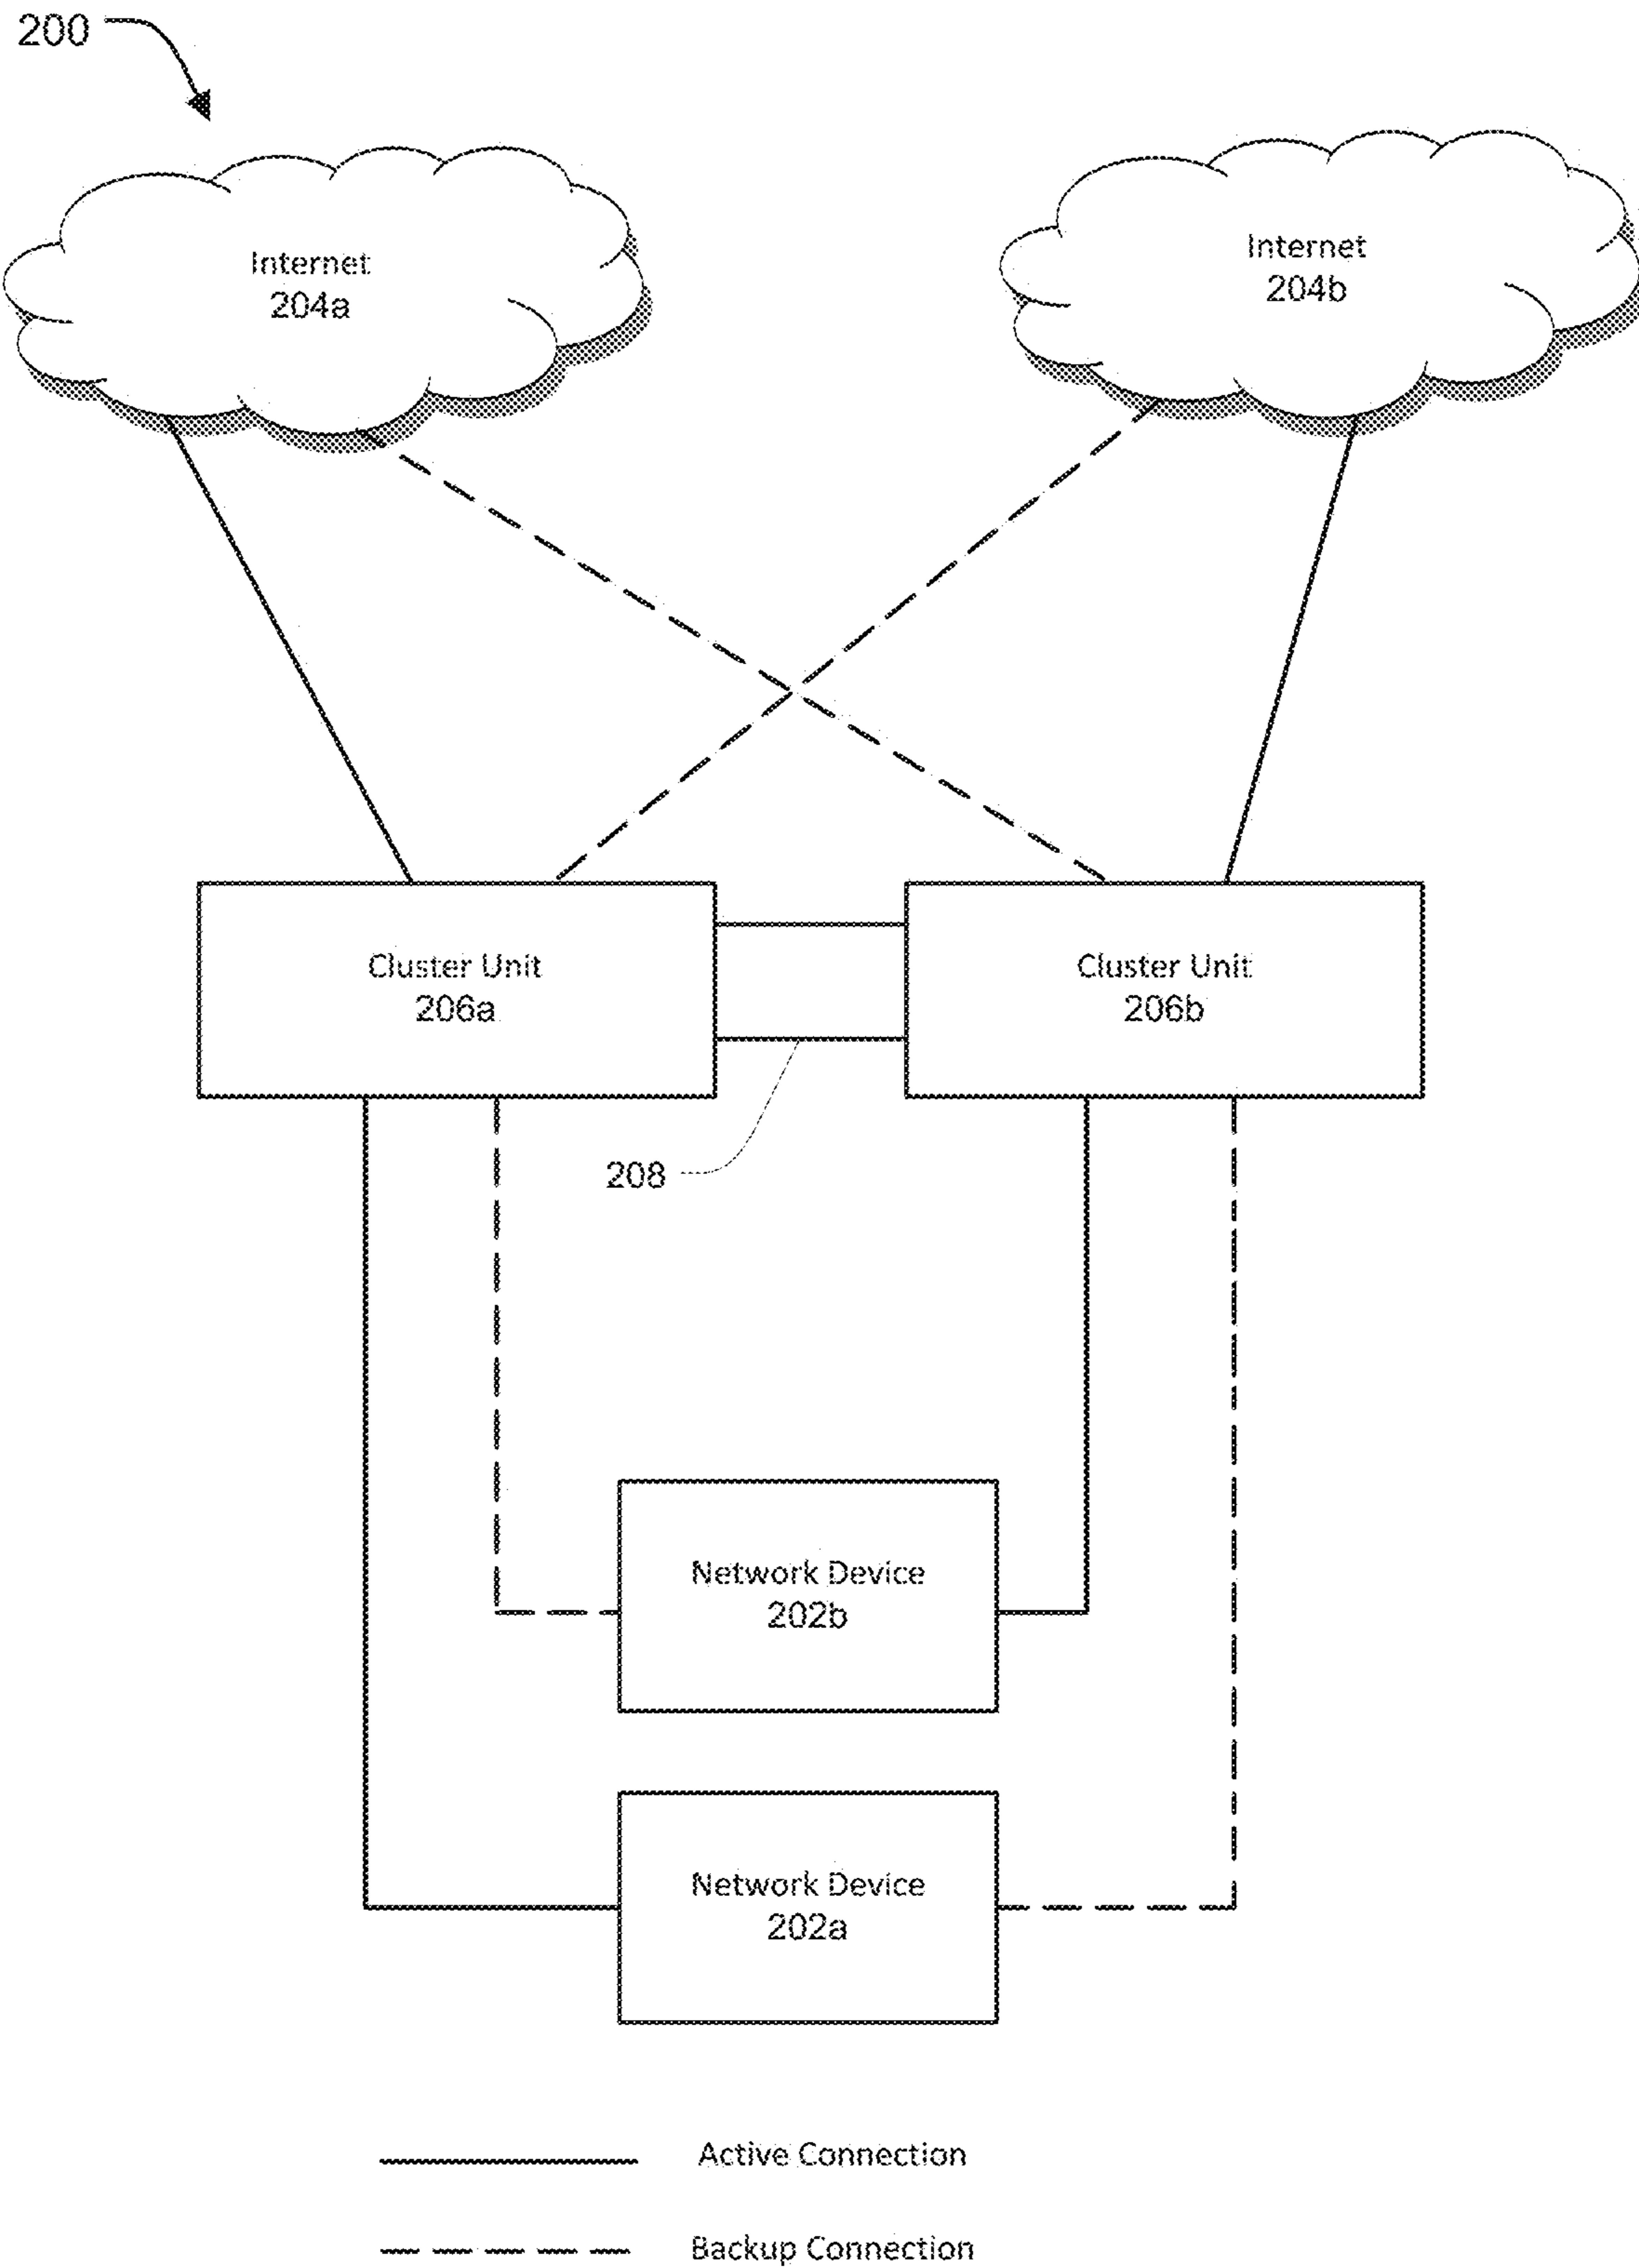 200
Internet
204a
Internet
204b
Cluster Unit
206a
Cluster Unit
206b
208
Network Device
202b
Network Device
202a
Active Connection
Backup Connection